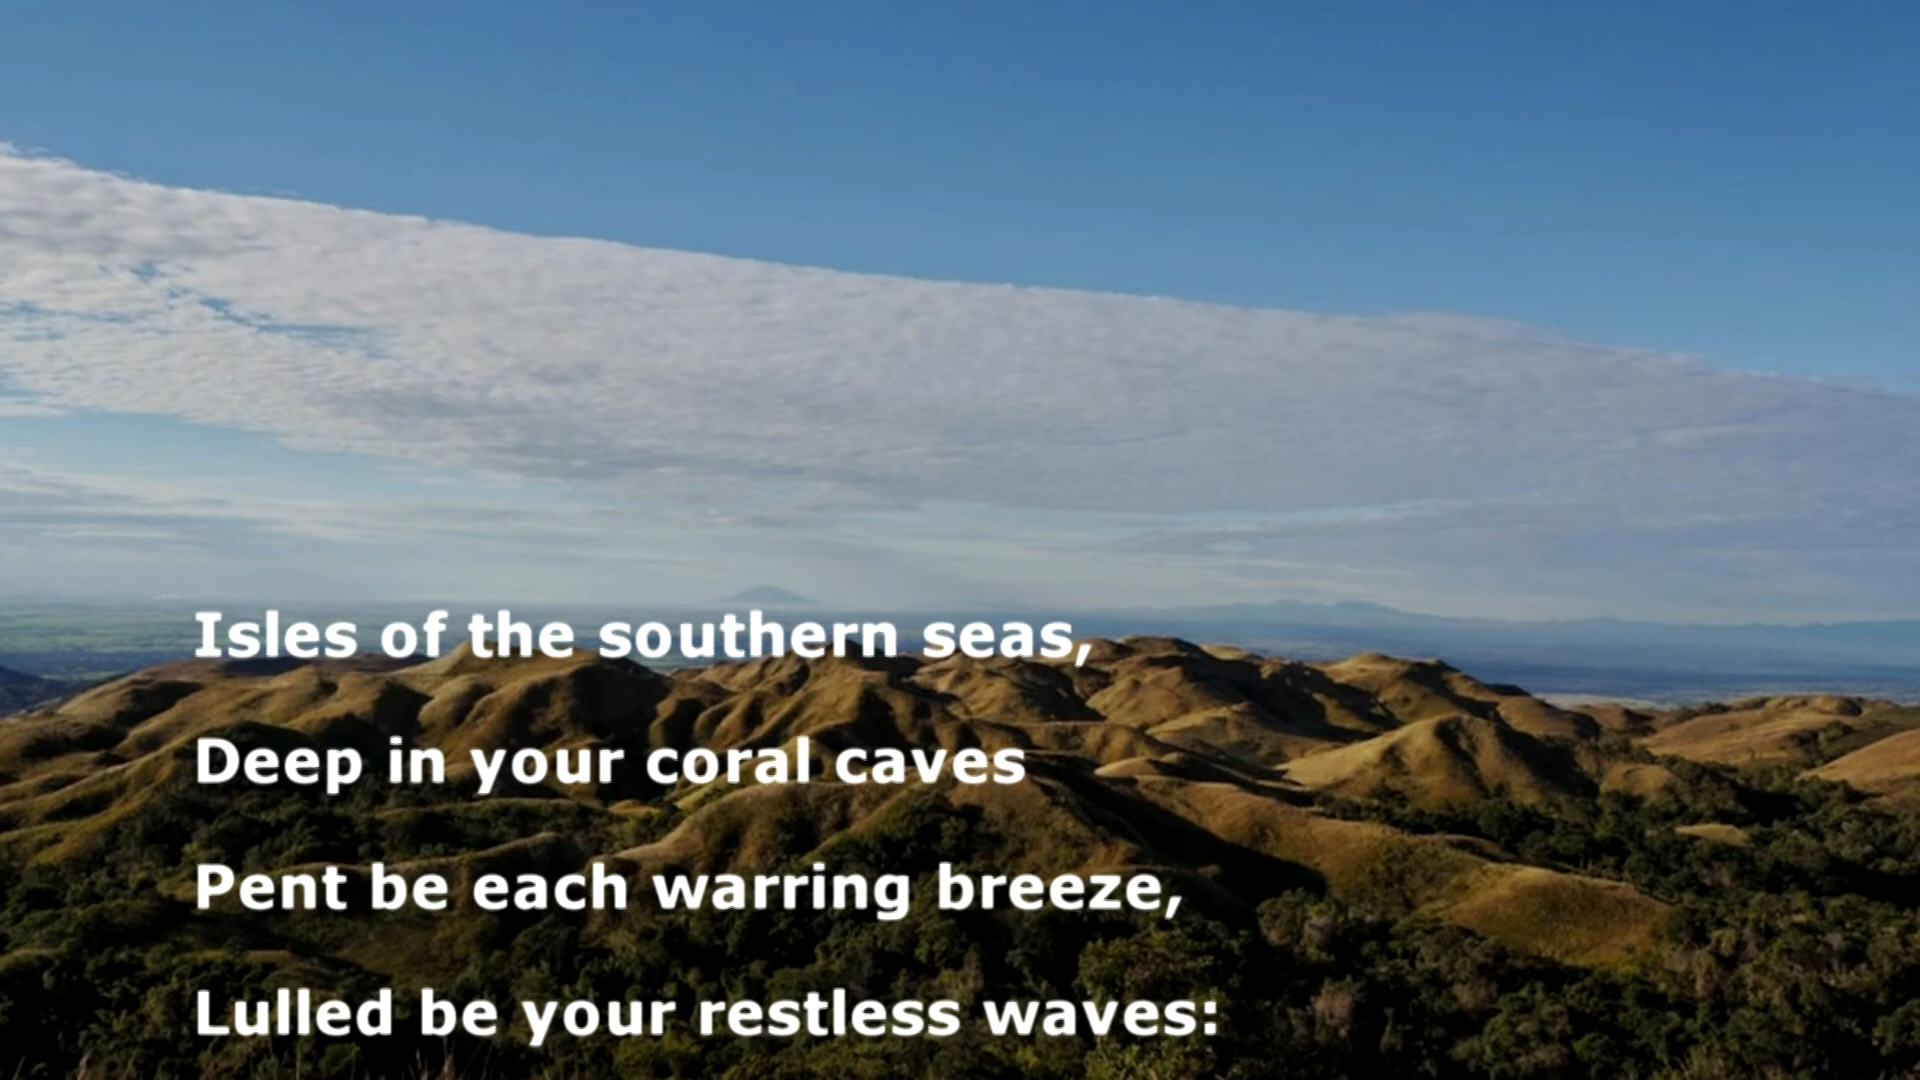 Isles of the southern seas,
Deep in your coral caves
Pent be each warring breeze,
Lulled be your restless waves: